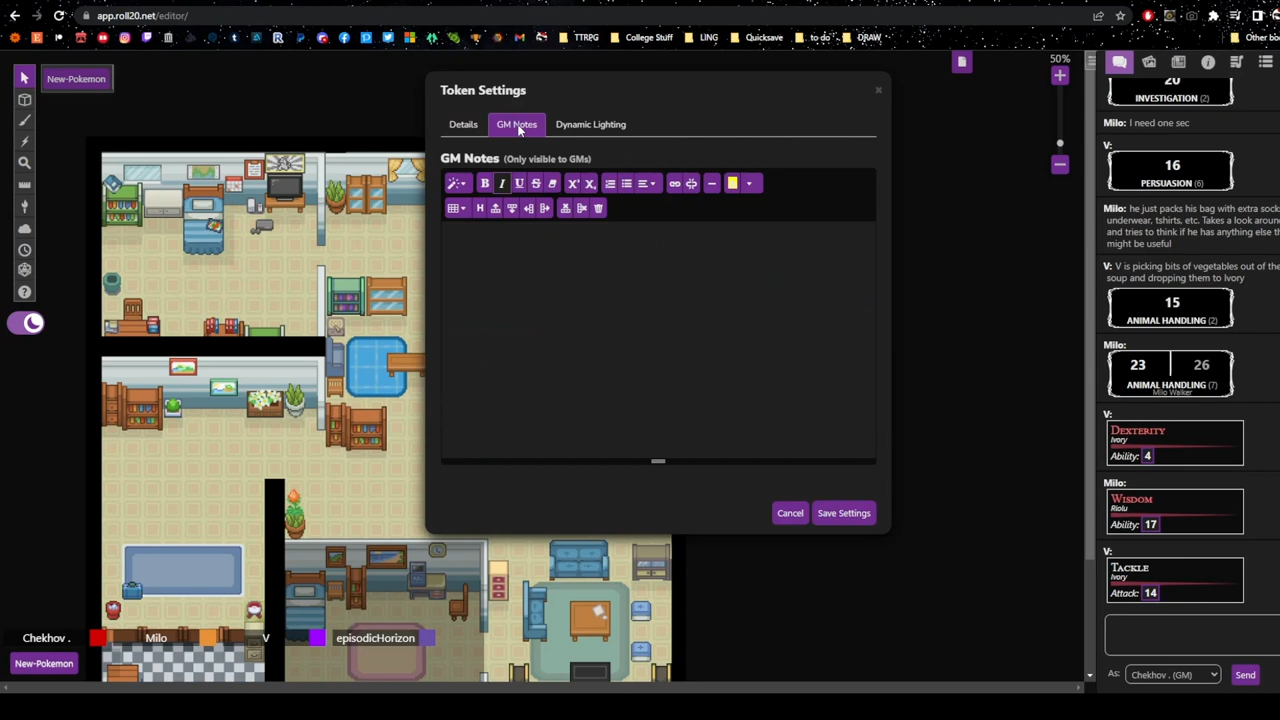 app.roll20.net/editor/
TTRPG
College Stuff
LING
Quicksave
to do
DRAW
Other bo
New-Pokemon
50%
Token Settings
×
Details
GM Notes
Dynamic Lighting
GM Notes (Only visible to GMs)
B I U S
H
Cancel
Save Settings
20
INVESTIGATION (2)
Milo: I need one sec
V:
16
PERSUASION (6)
Milo: he just packs his bag with extra sock
underwear, tshirts, etc. Takes a look aroun
and tries to think if he has anything else th
might be useful
V: V is picking bits of vegetables out of the
soup and dropping them to Ivory
15
ANIMAL HANDLING (2)
Milo:
23 26
ANIMAL HANDLING (7)
Milo Walker
V:
DEXTERITY
Ivory
Ability: 4
Milo:
WISDOM
Riolu
Ability: 17
V:
TACKLE
Ivory
Attack: 14
Chekhov .
Milo
V
episodicHorizon
New-Pokemon
As:
Chekhov . (GM)
Send